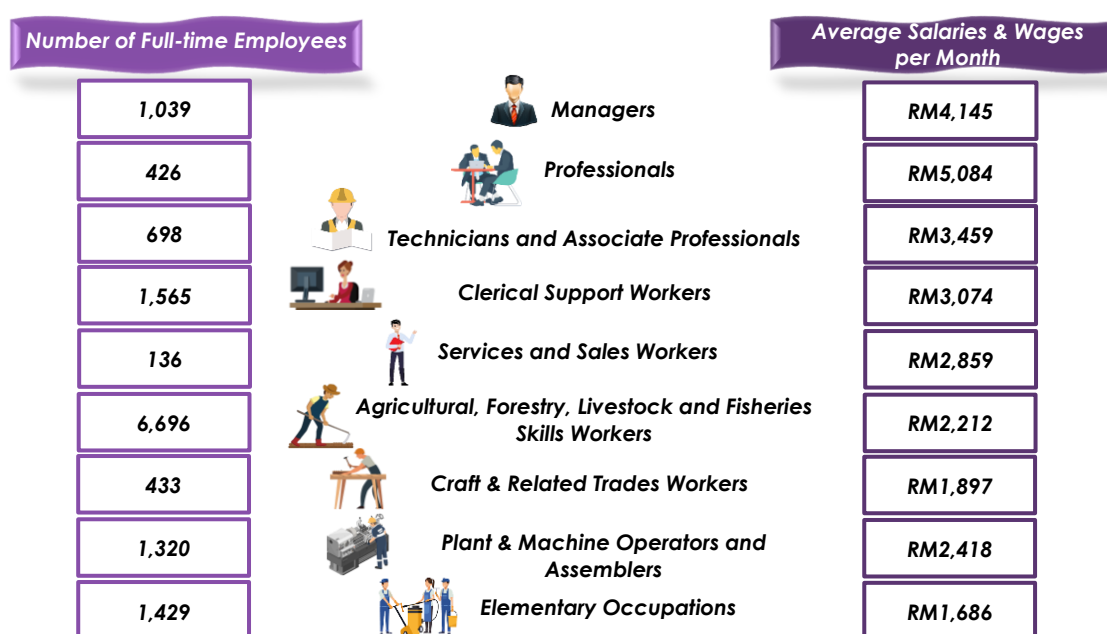 Number of Full-time Employees
Average Salaries & Wages
per Month
1,039
Managers
RM4,145
426
Professionals
RM5,084
698
Technicians and Associate Professionals
RM3,459
1,565
Clerical Support Workers
RM3,074
136
Services and Sales Workers
RM2,859
6,696
Agricultural, Forestry, Livestock and Fisheries
Skills Workers
RM2,212
433
Craft & Related Trades Workers
RM1,897
1,320
Plant & Machine Operators and
Assemblers
RM2,418
1,429
Elementary Occupations
RM1,686